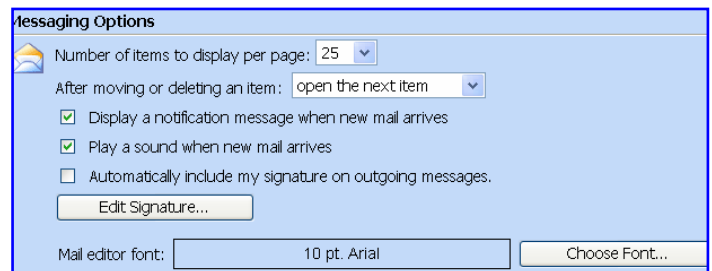 Messaging Options
Number of items to display per page: 25
After moving or deleting an item: open the next item
Display a notification message when new mail arrives
Play a sound when new mail arrives
Automatically include my signature on outgoing messages.
Edit Signature...
Mail editor font: 10 pt. Arial Choose Font...